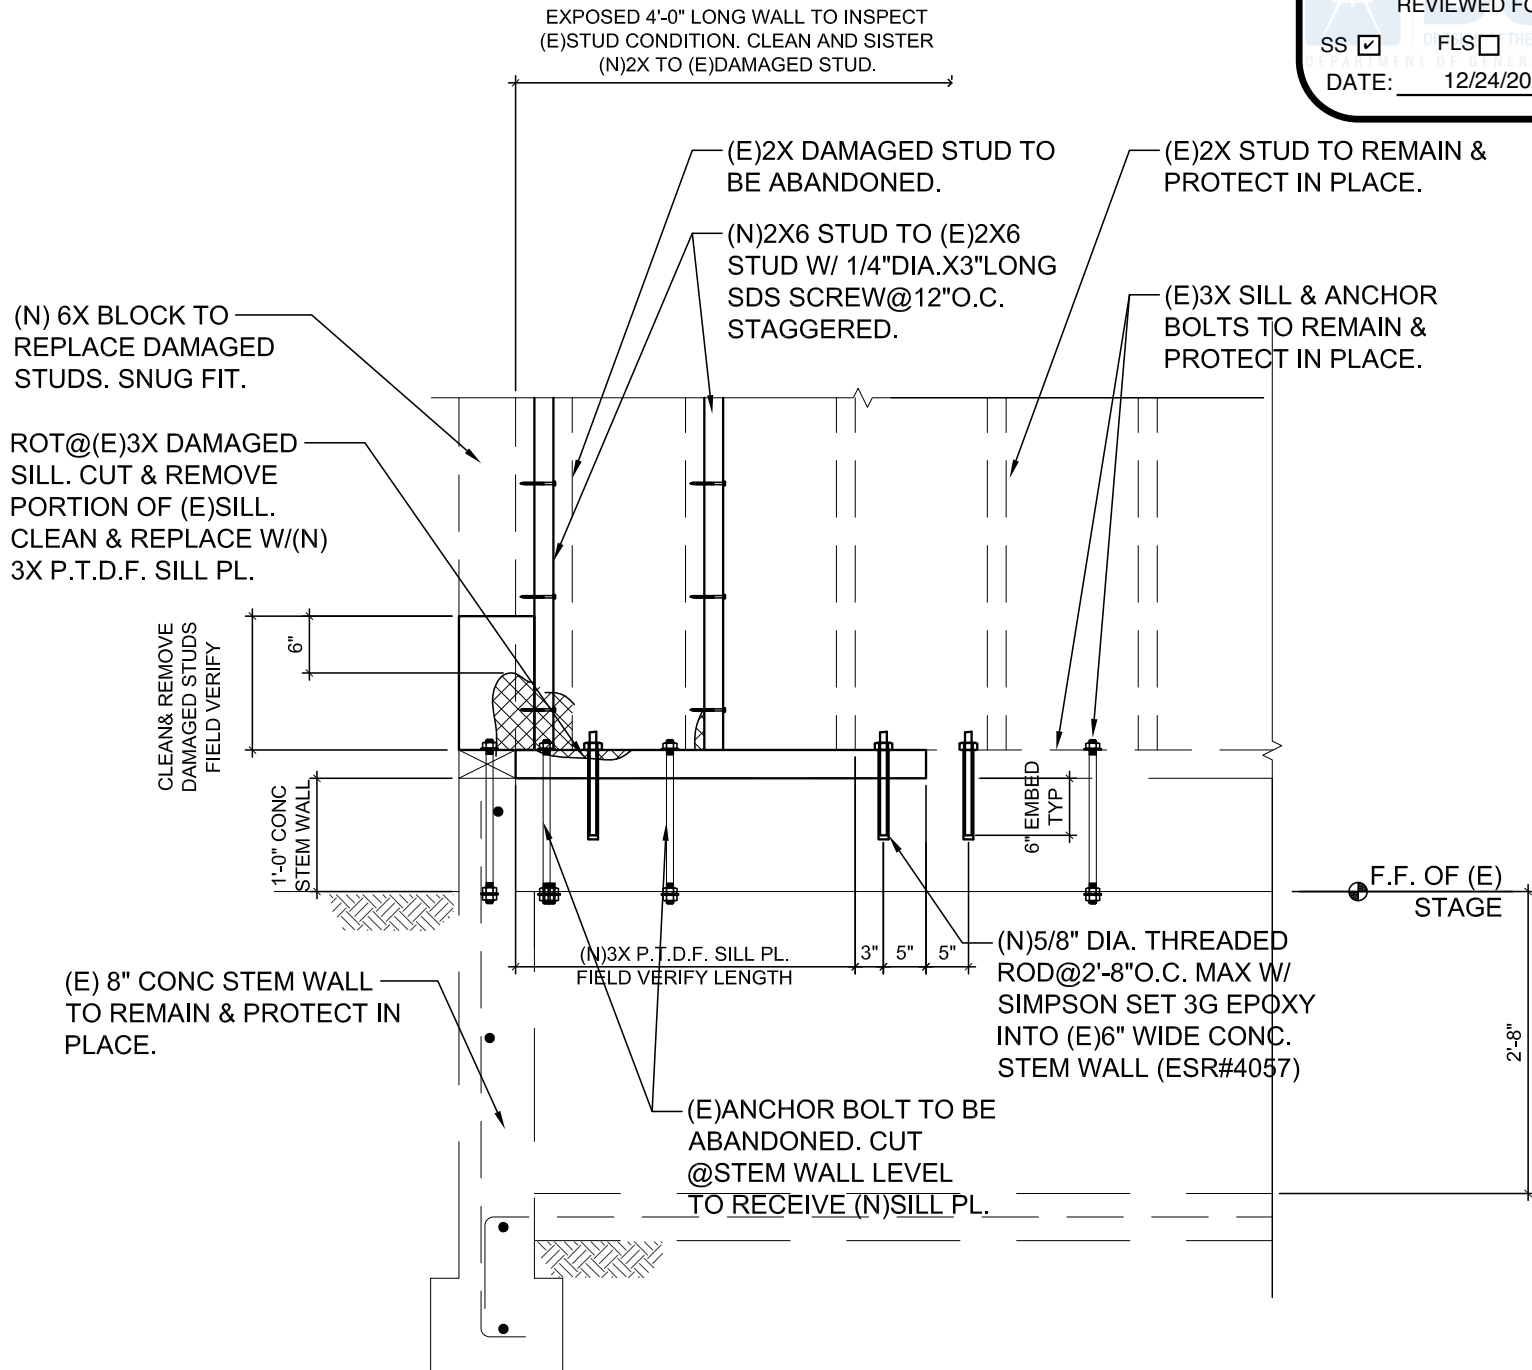 EXPOSED 4'-0" LONG WALL TO INSPECT
(E)STUD CONDITION. CLEAN AND SISTER
(N)2X TO (E)DAMAGED STUD.
REVIEWED
SS
FLS
DEPARTMENT OF
DATE:
12/24/20
(E)2X DAMAGED STUD TO
BE ABANDONED.
(E)2X STUD TO REMAIN &
PROTECT IN PLACE.
(N)2X6 STUD TO (E)2X6
STUD W/ 1/4"DIA.X3"LONG
SDS SCREW@12"O.C.
STAGGERED.
(E)3X SILL & ANCHOR
BOLTS TO REMAIN &
PROTECT IN PLACE.
(N) 6X BLOCK TO
REPLACE DAMAGED
STUDS. SNUG FIT.
ROT@(E)3X DAMAGED
SILL. CUT & REMOVE
PORTION OF (E)SILL.
CLEAN & REPLACE W/(N)
3X P.T.D.F. SILL PL.
CLEAN& REMOVE
DAMAGED STUDS
FIELD VERIFY
6"
1'-0" CONC
STEM WALL
6" EMBED
TYP
F.F. OF (E)
STAGE
(N)3X P.T.D.F. SILL PL.
FIELD VERIFY LENGTH
3"
5"
5"
(N)5/8" DIA. THREADED
ROD@2'-8"O.C. MAX W/
SIMPSON SET 3G EPOXY
INTO (E)6" WIDE CONC.
STEM WALL (ESR#4057)
2'-8"
(E) 8" CONC STEM WALL
TO REMAIN & PROTECT IN
PLACE.
(E)ANCHOR BOLT TO BE
ABANDONED. CUT
@STEM WALL LEVEL
TO RECEIVE (N)SILL PL.